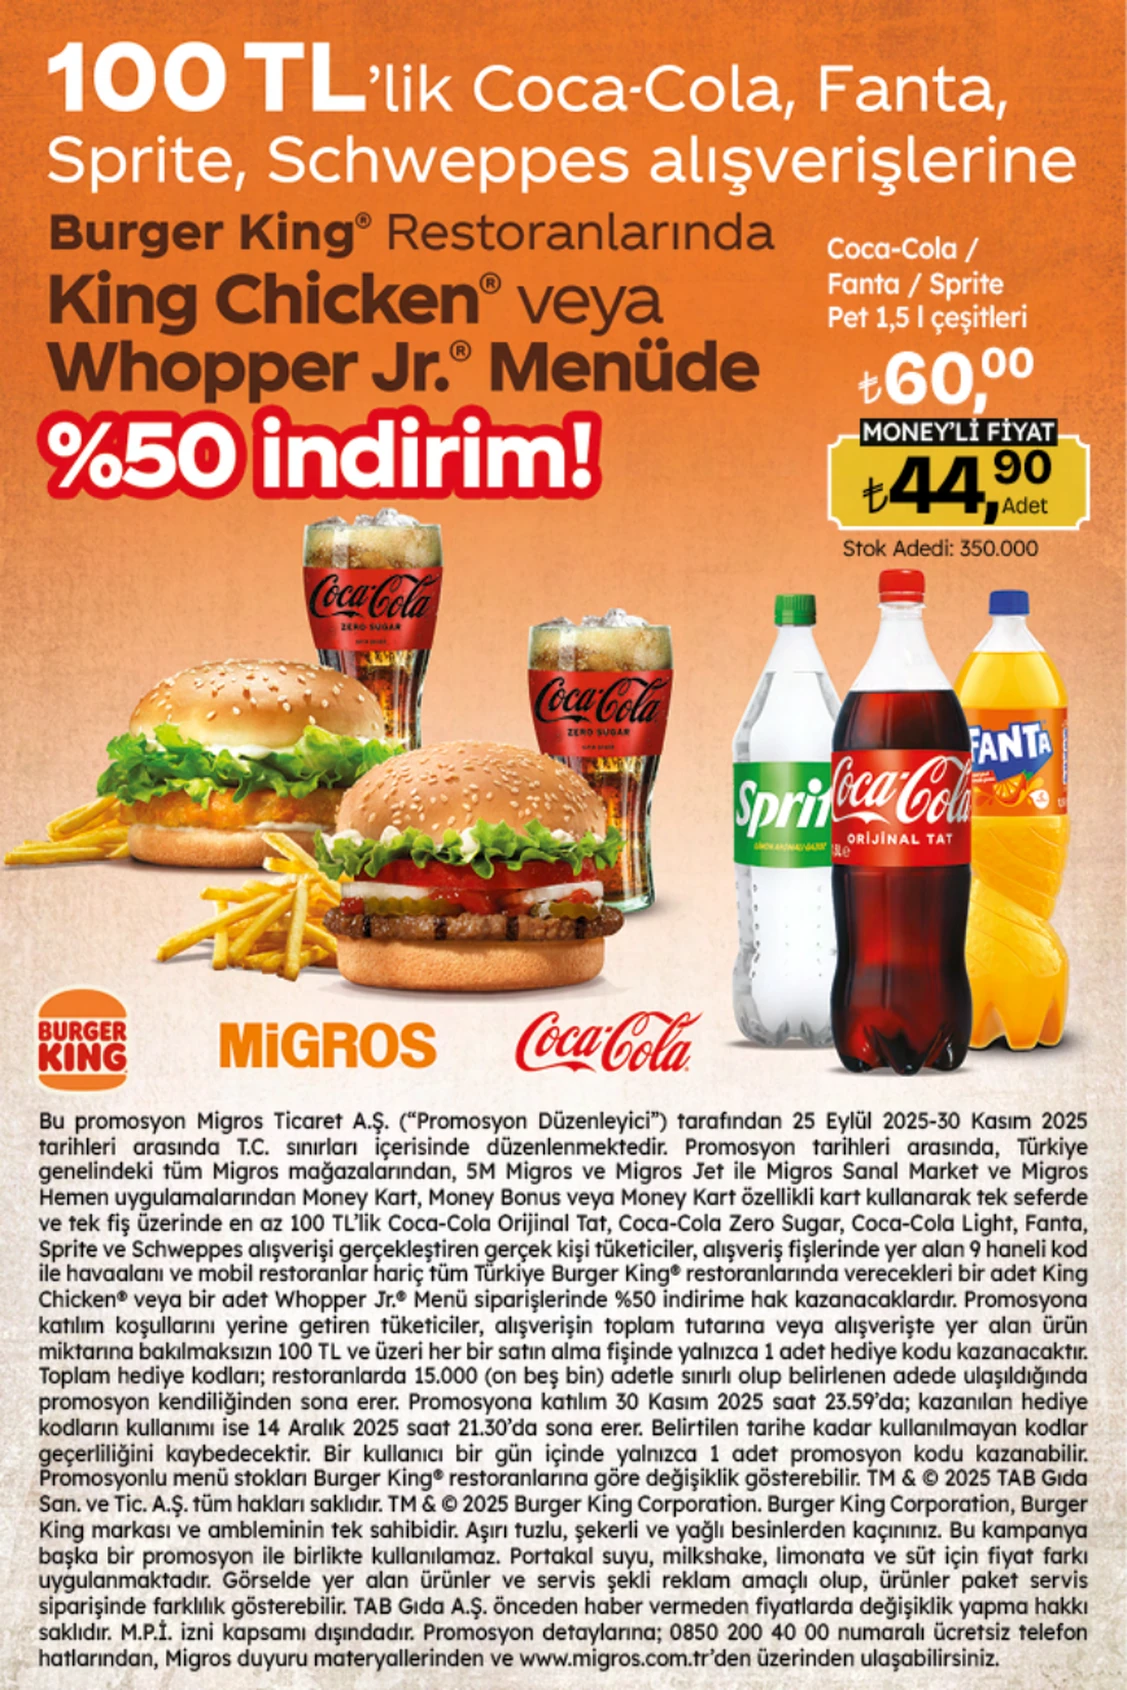 100 TL'lik Coca-Cola, Fanta,
Sprite, Schweppes alışverişlerine
Burger King® Restoranlarında
King Chicken® veya
Whopper Jr.® Menüde
%50 indirim!
Coca-Cola /
Fanta / Sprite
Pet 1,5 l çeşitleri
₺60,00
MONEY'Lİ FİYAT
₺44,90
Adet
Stok Adedi: 350.000
Coca-Cola
ZERO SUGAR
Coca-Cola
ZERO SUGAR
Sprit
Coca-Cola
ORİJİNAL TAT
FANTA
BURGER
KING
MiGROS
Coca-Cola
Bu promosyon Migros Ticaret A.Ş. (“Promosyon Düzenleyici”) tarafından 25 Eylül 2025-30 Kasım 2025
tarihleri arasında T.C. sınırları içerisinde düzenlenmektedir. Promosyon tarihleri arasında, Türkiye
genelindeki tüm Migros mağazalarından, 5M Migros ve Migros Jet ile Migros Sanal Market ve Migros
Hemen uygulamalarından Money Kart, Money Bonus veya Money Kart özellikli kart kullanarak tek seferde
ve tek fiş üzerinde en az 100 TL'lik Coca-Cola Orijinal Tat, Coca-Cola Zero Sugar, Coca-Cola Light, Fanta,
Sprite ve Schweppes alışverişi gerçekleştiren gerçek kişi tüketiciler, alışveriş fişlerinde yer alan 9 haneli kod
ile havaalanı ve mobil restoranlar hariç tüm Türkiye Burger King® restoranlarında verecekleri bir adet King
Chicken® veya bir adet Whopper Jr.® Menü siparişlerinde %50 indirime hak kazanacaklardır. Promosyona
katılım koşullarını yerine getiren tüketiciler, alışverişin toplam tutarına veya alışverişte yer alan ürün
miktarına bakılmaksızın 100 TL ve üzeri her bir satın alma fişinde yalnızca 1 adet hediye kodu kazanacaktır.
Toplam hediye kodları; restoranlarda 15.000 (on beş bin) adetle sınırlı olup belirlenen adede ulaşıldığında
promosyon kendiliğinden sona erer. Promosyona katılım 30 Kasım 2025 saat 23.59'da; kazanılan hediye
kodların kullanımı ise 14 Aralık 2025 saat 21.30'da sona erer. Belirtilen tarihe kadar kullanılmayan kodlar
geçerliliğini kaybedecektir. Bir kullanıcı bir gün içinde yalnızca 1 adet promosyon kodu kazanabilir.
Promosyonlu menü stokları Burger King® restoranlarına göre değişiklik gösterebilir. TM & © 2025 TAB Gıda
San. ve Tic. A.Ş. tüm hakları saklıdır. TM & © 2025 Burger King Corporation. Burger King Corporation, Burger
King markası ve ambleminin tek sahibidir. Aşırı tuzlu, şekerli ve yağlı besinlerden kaçınınız. Bu kampanya
başka bir promosyon ile birlikte kullanılamaz. Portakal suyu, milkshake, limonata ve süt için fiyat farkı
uygulanmaktadır. Görselde yer alan ürünler ve servis şekli reklam amaçlı olup, ürünler paket servis
siparişinde farklılık gösterebilir. TAB Gıda A.Ş. önceden haber vermeden fiyatlarda değişiklik yapma hakkı
saklıdır. M.P.İ. izni kapsamı dışındadır. Promosyon detaylarına; 0850 200 40 00 numaralı ücretsiz telefon
hatlarından, Migros duyuru materyallerinden ve www.migros.com.tr'den üzerinden ulaşabilirsiniz.